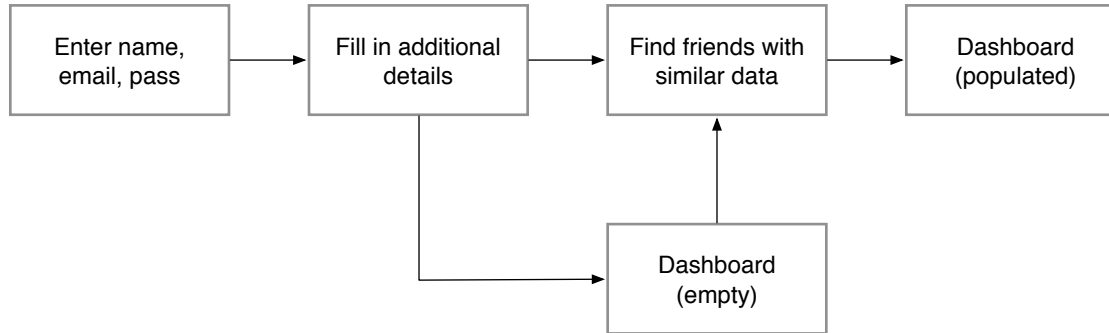 Enter name,
email, pass
Fill in additional
details
Find friends with
similar data
Dashboard
(populated)
Dashboard
(empty)